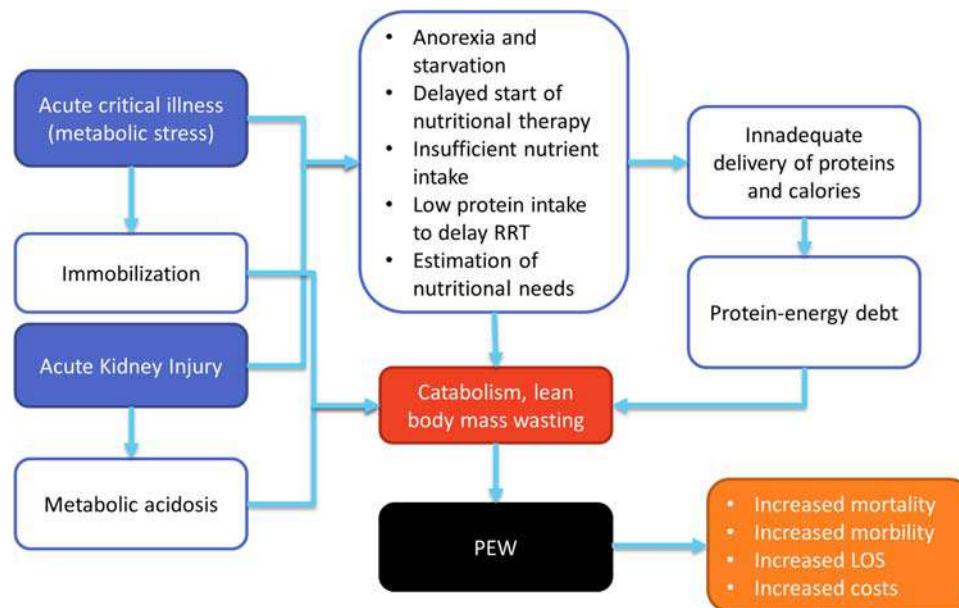 Acute critical illness
(metabolic stress)
Immobilization
Acute Kidney Injury
Metabolic acidosis
• Anorexia and
starvation
• Delayed start of
nutritional therapy
• Insufficient nutrient
intake
• Low protein intake
to delay RRT
• Estimation of
nutritional needs
Innadequate
delivery of proteins
and calories
Protein-energy debt
Catabolism, lean
body mass wasting
PEW
• Increased mortality
• Increased morbility
• Increased LOS
• Increased costs